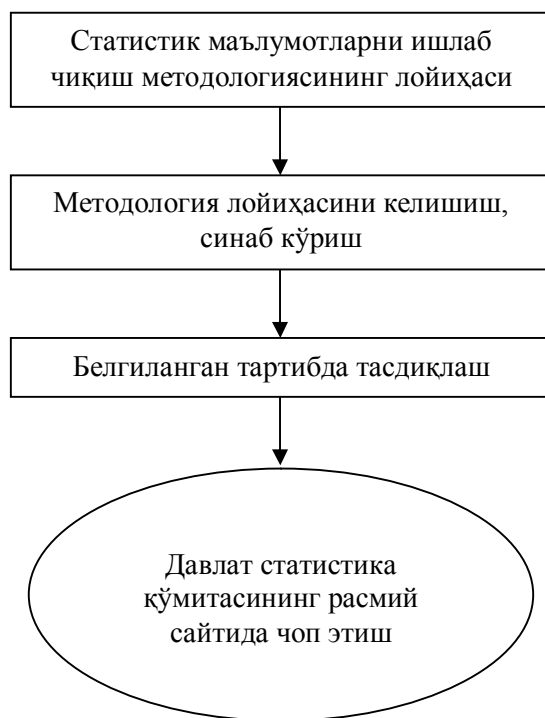 Статистик маълумотларни ишлаб
чиқиш методологиясининг лойиҳаси
Методология лойиҳасини келишиш,
синаб кўриш
Белгиланган тартибда тасдиқлаш
Давлат статистика
қўмитасининг расмий
сайтида чоп этиш